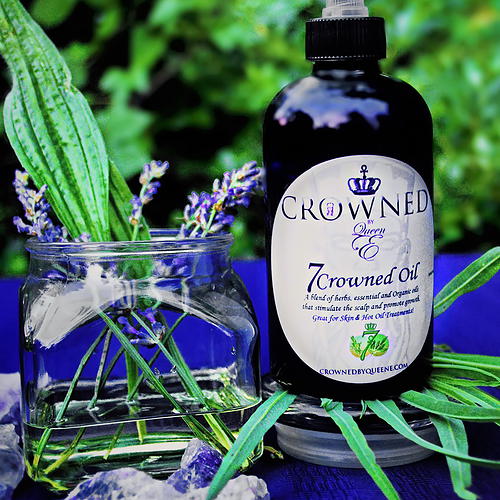 CROWNED
BY
Queen
E
7Crowned Oil
A blend of herbs, essential and Organic oils
that stimulate the scalp and promote growth.
Great for Skin & Hot Oil Treatments!
7
CROWNEDBYQUEENE.COM